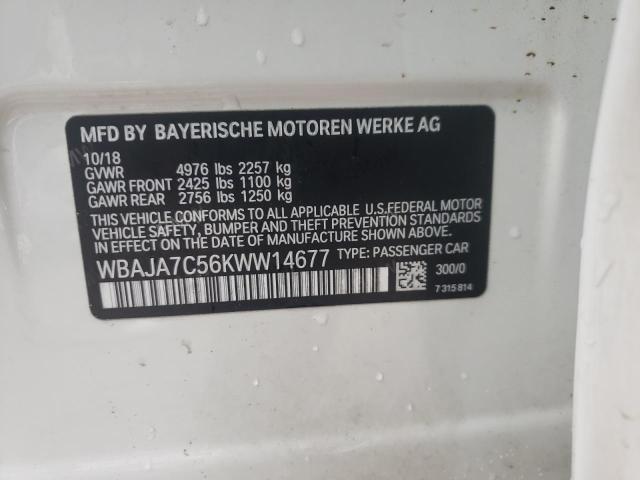 MFD BY BAYERISCHE MOTOREN WERKE AG
10/18
GVWR 4976 lbs 2257 kg
GAWR FRONT 2425 lbs 1100 kg
GAWR REAR 2756 lbs 1250 kg
THIS VEHICLE CONFORMS TO ALL APPLICABLE U.S.FEDERAL MOTOR
VEHICLE SAFETY, BUMPER AND THEFT PREVENTION STANDARDS
IN EFFECT ON THE DATE OF MANUFACTURE SHOWN ABOVE.
WBAJA7C56KWW14677 TYPE: PASSENGER CAR
300/0
7 315 814